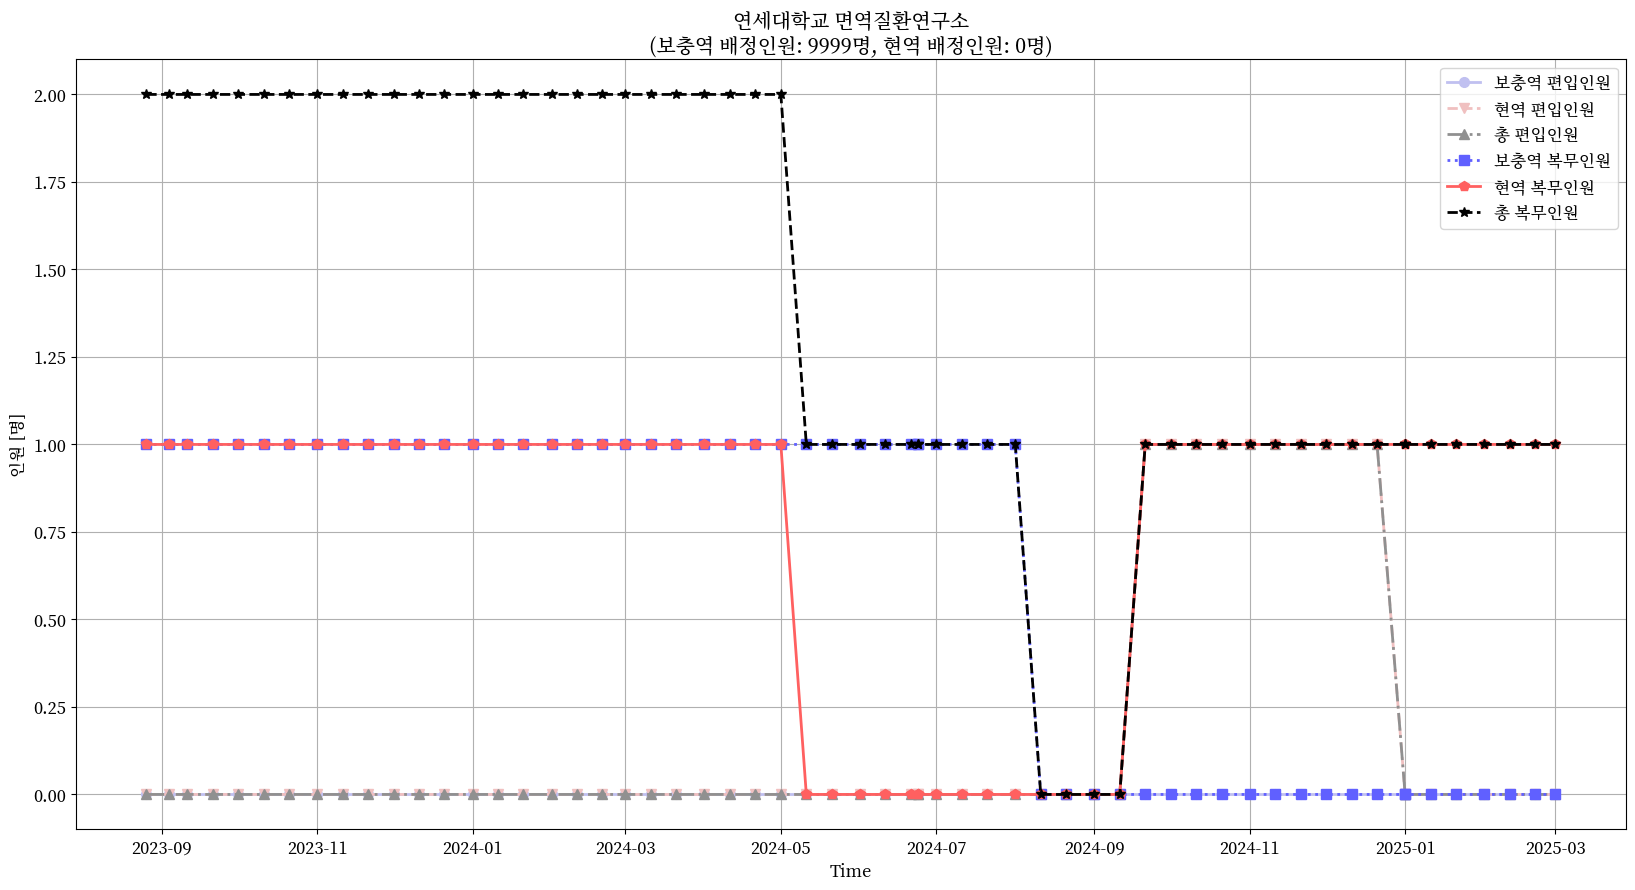 연세대학교 면역질환연구소
(보충역 배정인원: 9999명, 현역 배정인원: 0명)
보충역 편입인원
현역 편입인원
총 편입인원
보충역 복무인원
현역 복무인원
총 복무인원
인원 [명]
2.00
1.75
1.50
1.25
1.00
0.75
0.50
0.25
0.00
2023-09
2023-11
2024-01
2024-03
2024-05
2024-07
2024-09
2024-11
2025-01
2025-03
Time